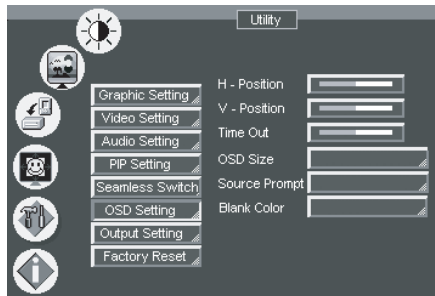 Utility
Graphic Setting
Video Setting
Audio Setting
PIP Setting
Seamless Switch
OSD Setting
Output Setting
Factory Reset
H - Position
V - Position
Time Out
OSD Size
Source Prompt
Blank Color